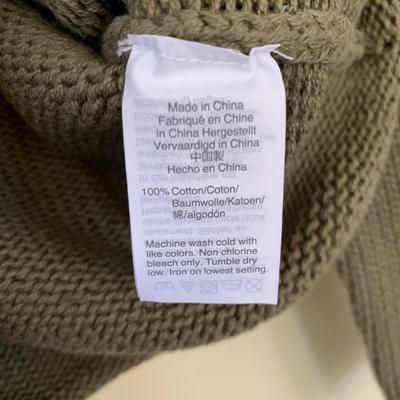 Made in China
Fabriqué en Chine
in China Hergestellt
Vervaardigd in China
中国製
Hecho en China
100% Cotton/Coton/
Baumwolle/Katoen/
綿/algodón
Machine wash cold with
like colors. Non chlorine
bleach only. Tumble dry
low. Iron on lowest setting.